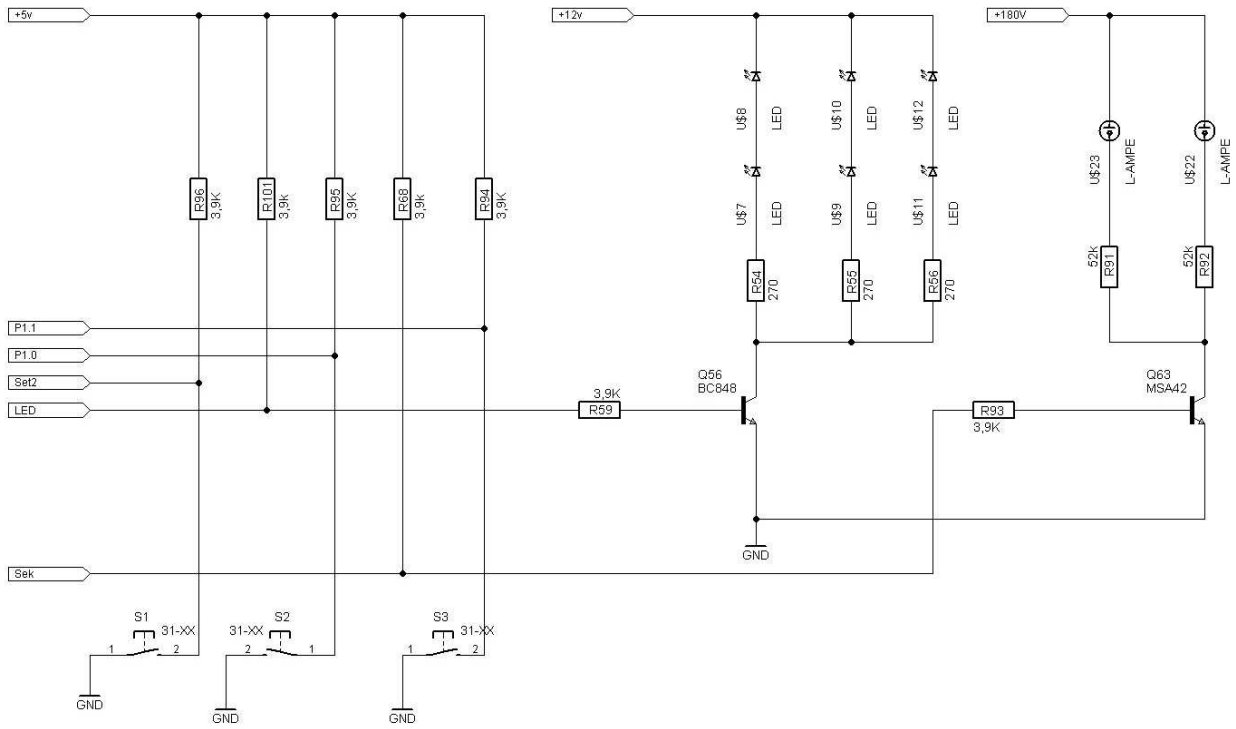 +5v
+12v
+180V
U$8
LED
U$10
LED
U$12
LED
U$23
L-AMPE
U$22
L-AMPE
R96
3,9K
R101
3,9k
R95
3,9K
R68
3,9K
R94
3,9K
U$7
LED
U$9
LED
U$11
LED
R54
270
R55
270
R56
270
52k
R91
52k
R92
P1.1
P1.0
Set2
LED
3,9K
R59
Q56
BC848
R93
3,9K
Q63
MSA42
GND
Sek
S1
31-XX
1
2
S2
31-XX
2
1
S3
31-XX
1
2
GND
GND
GND